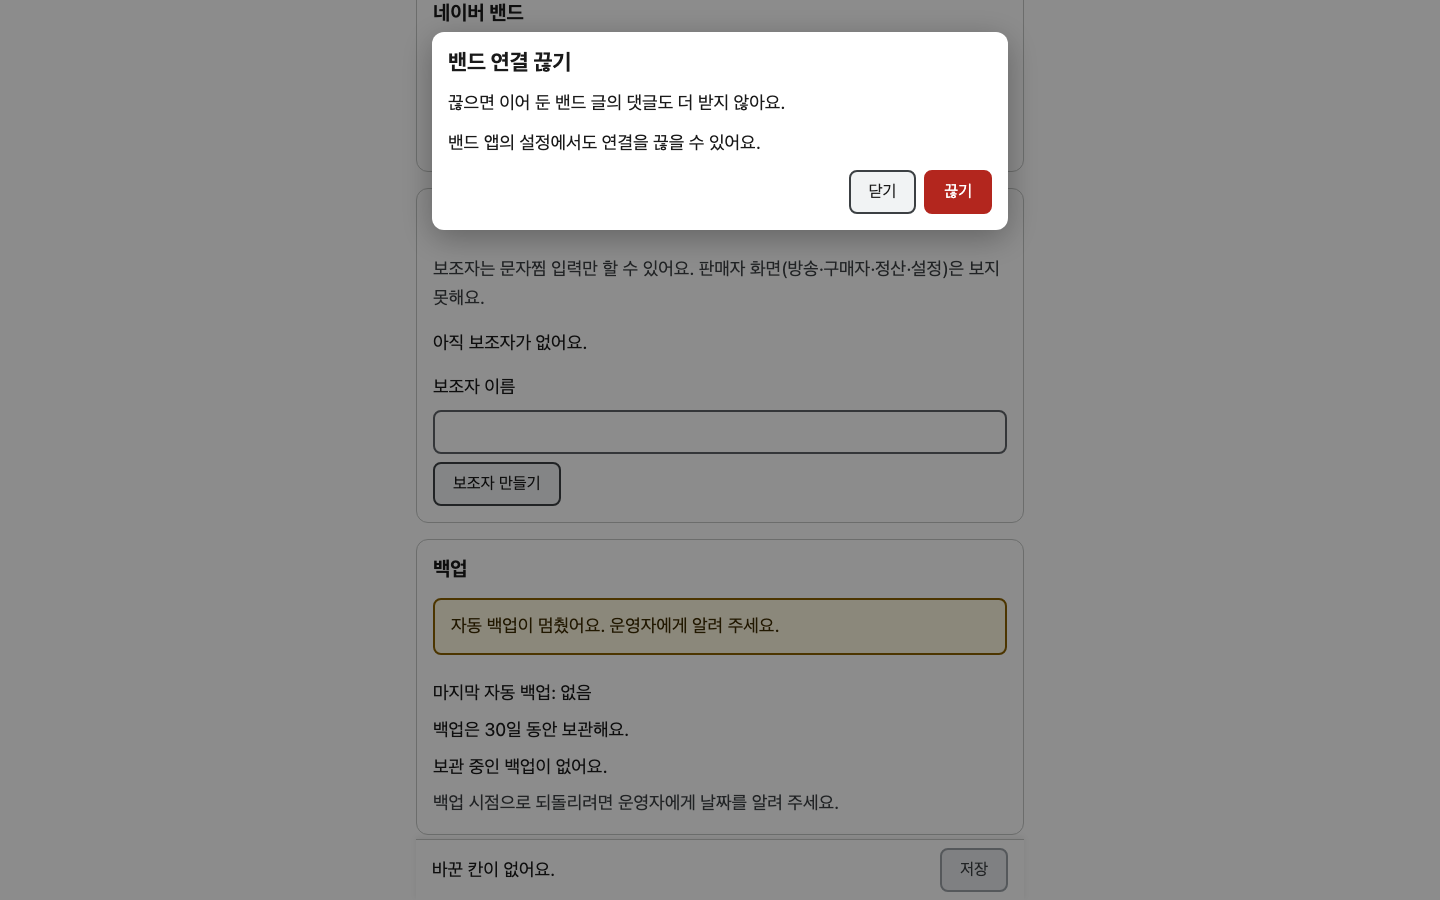 네이버 밴드
밴드 연결 끊기
끊으면 이어 둔 밴드 글의 댓글도 더 받지 않아요.
밴드 앱의 설정에서도 연결을 끊을 수 있어요.
닫기
끊기
보조자는 문자찜 입력만 할 수 있어요. 판매자 화면(방송·구매자·정산·설정)은 보지
못해요.
아직 보조자가 없어요.
보조자 이름
보조자 만들기
백업
자동 백업이 멈췄어요. 운영자에게 알려 주세요.
마지막 자동 백업: 없음
백업은 30일 동안 보관해요.
보관 중인 백업이 없어요.
백업 시점으로 되돌리려면 운영자에게 날짜를 알려 주세요.
바꾼 칸이 없어요.
저장